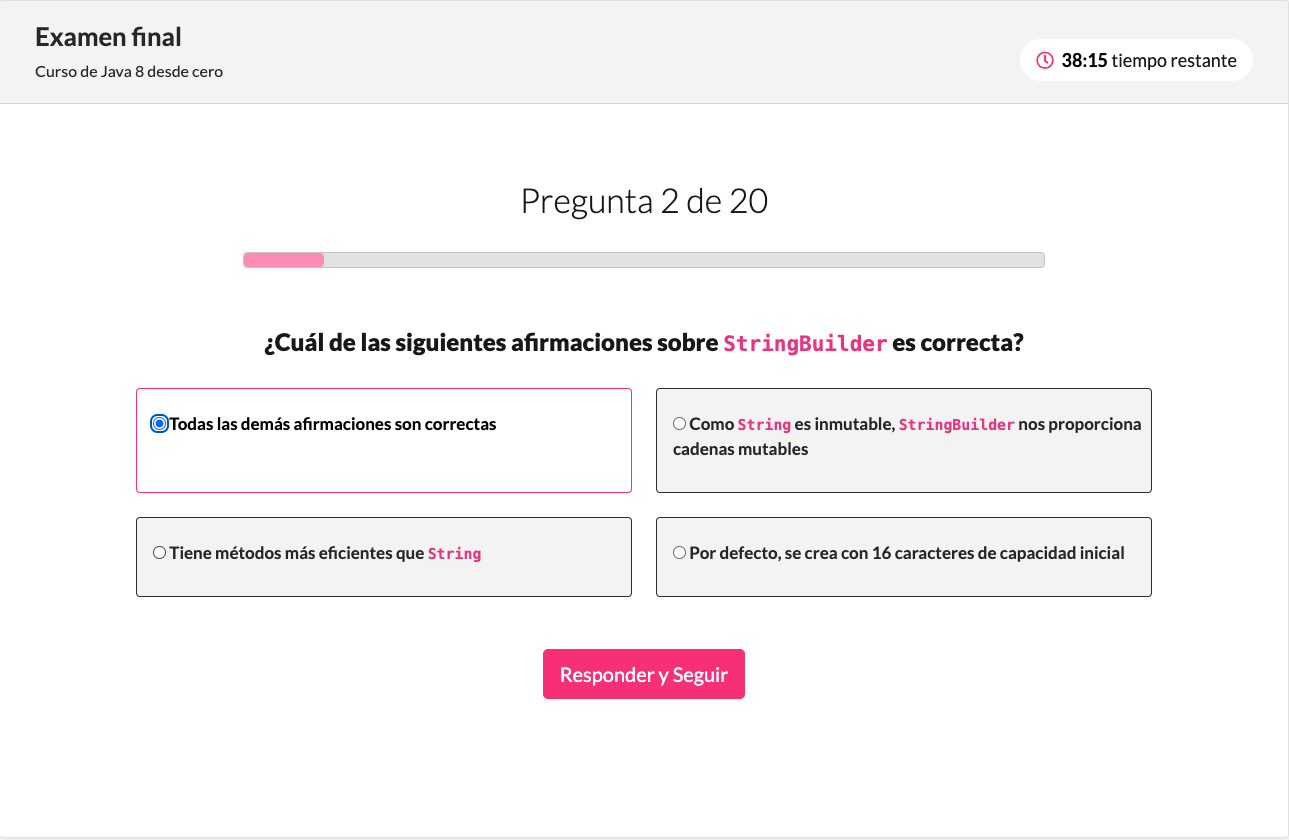 Examen final
Curso de Java 8 desde cero
38:15 tiempo restante
Pregunta 2 de 20
¿Cuál de las siguientes afirmaciones sobre StringBuilder es correcta?
Todas las demás afirmaciones son correctas
Como String es inmutable, StringBuilder nos proporciona
cadenas mutables
Tiene métodos más eficientes que String
Por defecto, se crea con 16 caracteres de capacidad inicial
Responder y Seguir